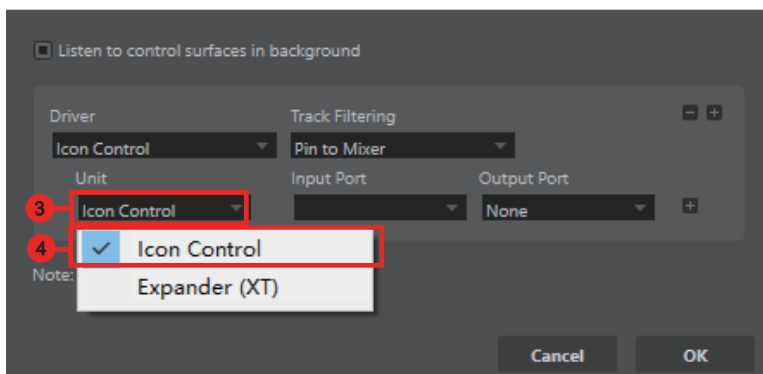 Listen to control surfaces in background
Driver Track Filtering
Icon Control Pin to Mixer
Unit Input Port Output Port
3 Icon Control None
4 Icon Control
Note:
Expander (XT)
Cancel OK